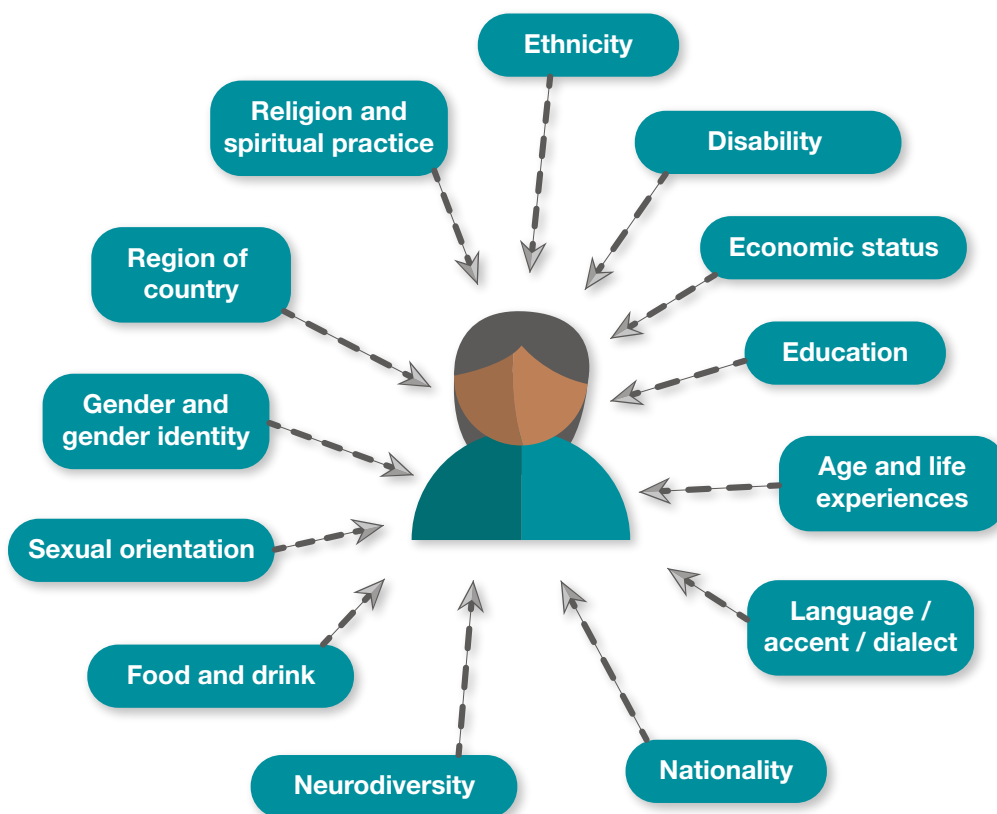 Ethnicity
Religion and
spiritual practice
Disability
Region of
country
Economic status
Education
Gender and
gender identity
Age and life
experiences
Sexual orientation
Language /
accent / dialect
Food and drink
Nationality
Neurodiversity